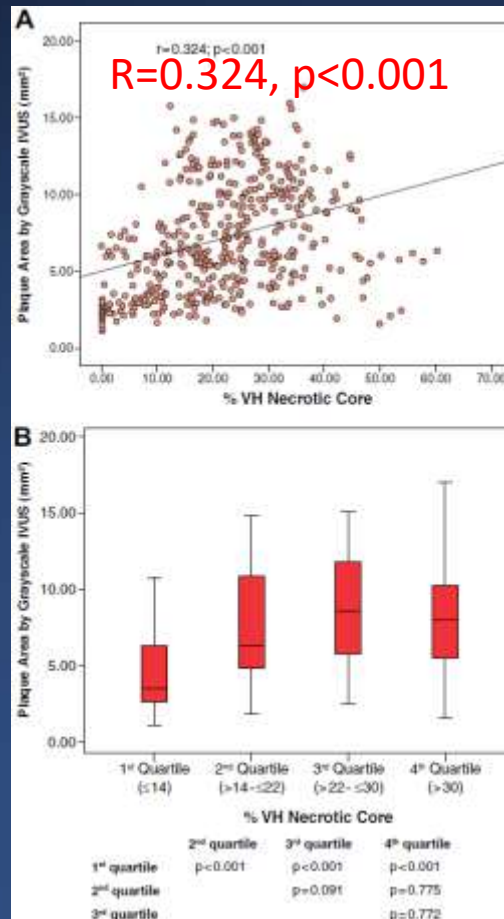 A
r=0.324; p<0.001
R=0.324, p<0.001
Plaque Area by Grayscale IVUS (mm²)
20.00
15.00
10.00
5.00
0.00
0.00 10.00 20.00 30.00 40.00 50.00 60.00 70.00
% VH Necrotic Core
B
Plaque Area by Grayscale IVUS (mm²)
20.00
15.00
10.00
5.00
0.00
1st Quartile 2nd Quartile 3rd Quartile 4th Quartile
(≤14) (>14-≤22) (>22-≤30) (>30)
% VH Necrotic Core
2nd quartile 3rd quartile 4th quartile
1st quartile p<0.001 p<0.001 p<0.001
2nd quartile p=0.091 p=0.775
3rd quartile p=0.772